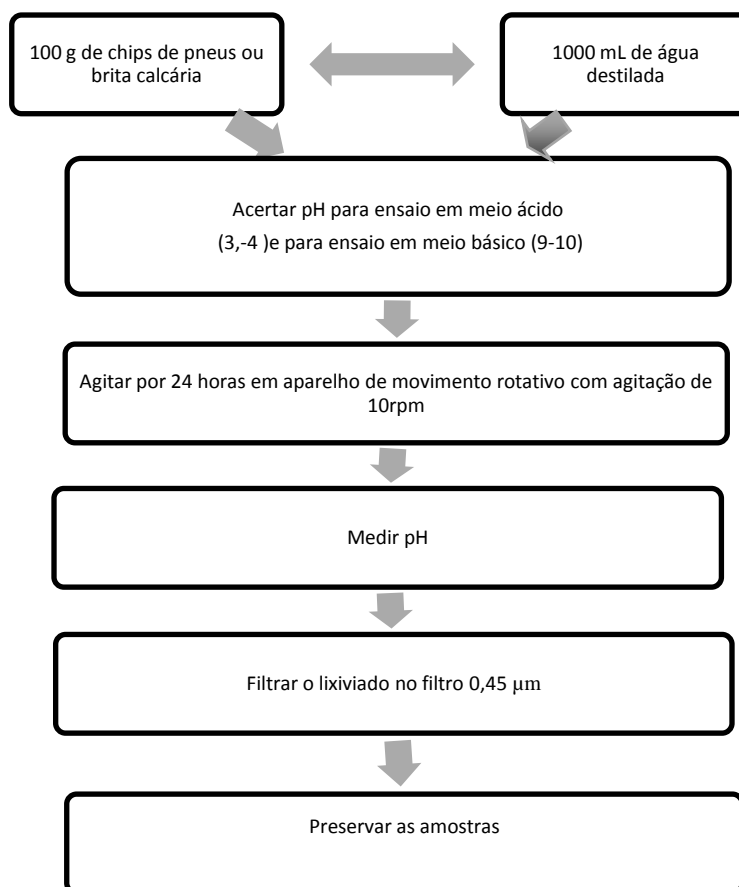 100 g de chips de pneus ou
brita calcária
1000 mL de água
destilada
Acertar pH para ensaio em meio ácido
(3,-4 )e para ensaio em meio básico (9-10)
Agitar por 24 horas em aparelho de movimento rotativo com agitação de
10rpm
Medir pH
Filtrar o lixiviado no filtro 0,45 μm
Preservar as amostras